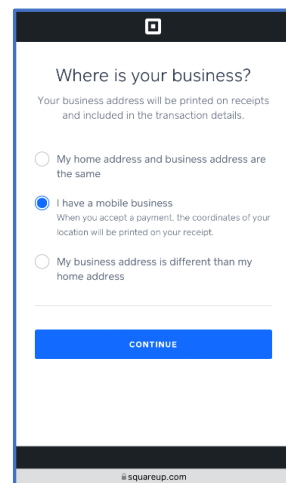 Where is your business?
Your business address will be printed on receipts
and included in the transaction details.
My home address and business address are
the same
I have a mobile business
When you accept a payment, the coordinates of your
location will be printed on your receipt.
My business address is different than my
home address
CONTINUE
squareup.com